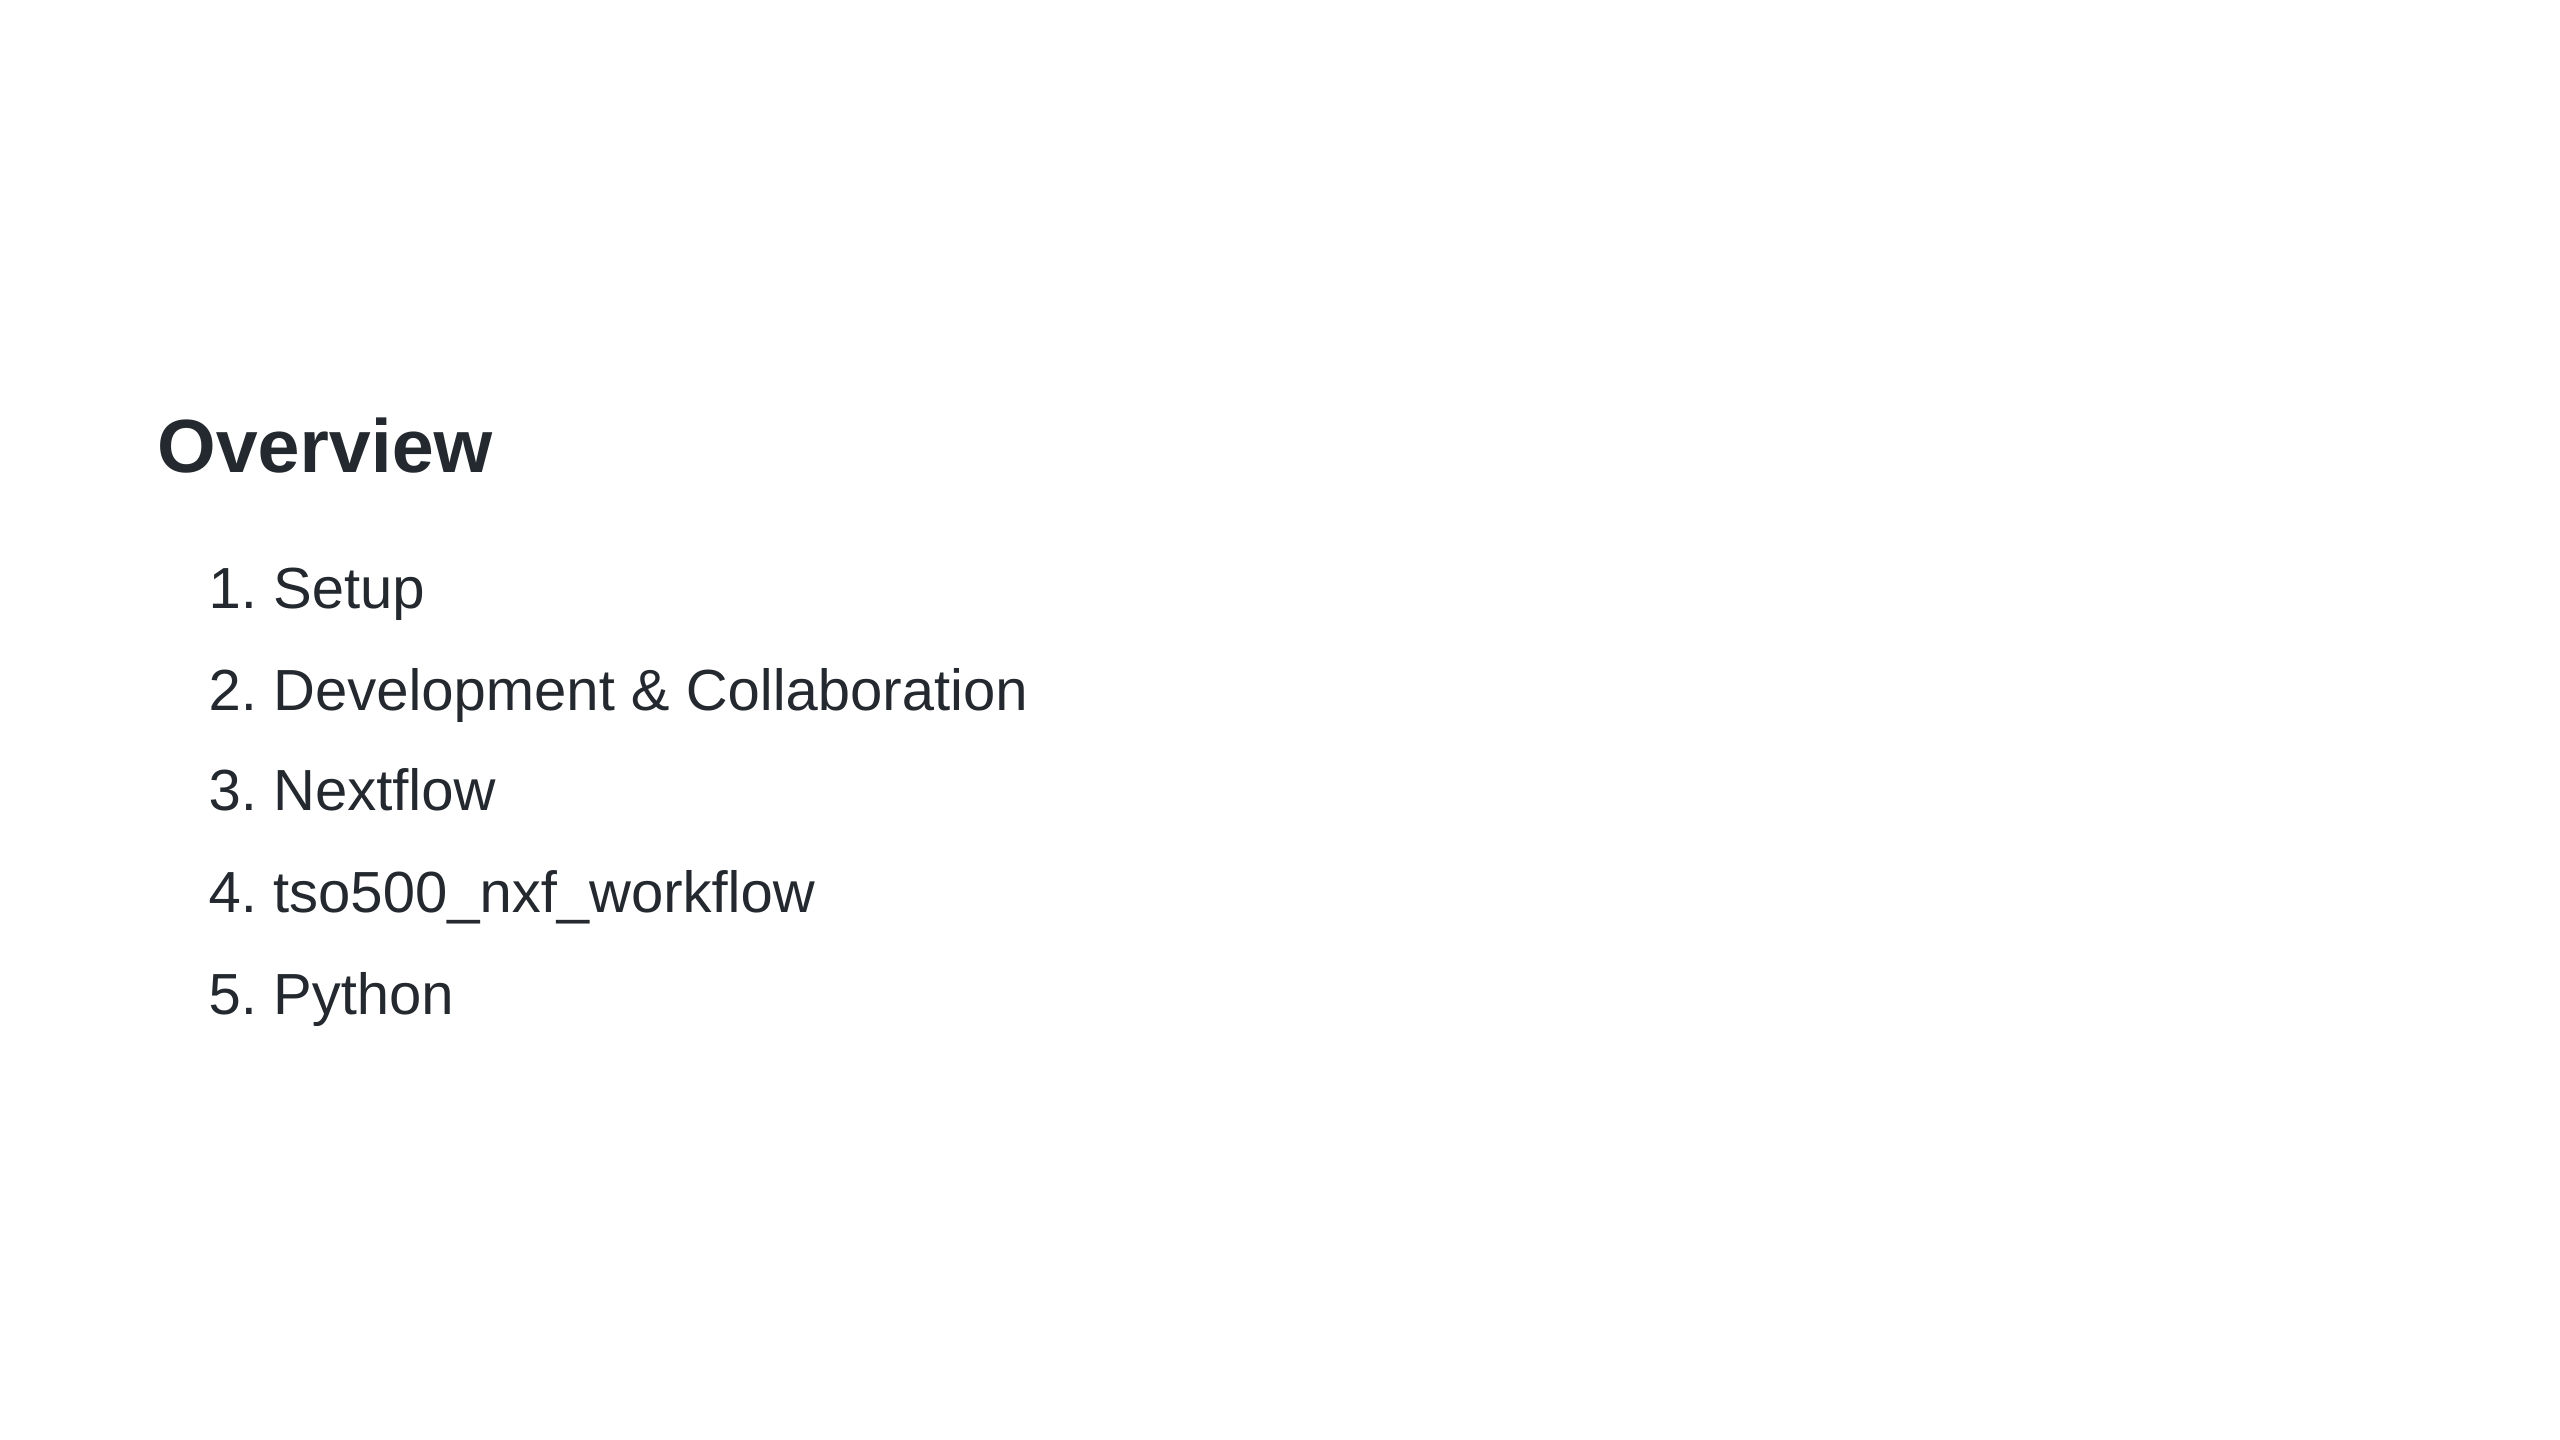 Overview
1. Setup
2. Development & Collaboration
3. Nextflow
4. tso500_nxf_workflow
5. Python